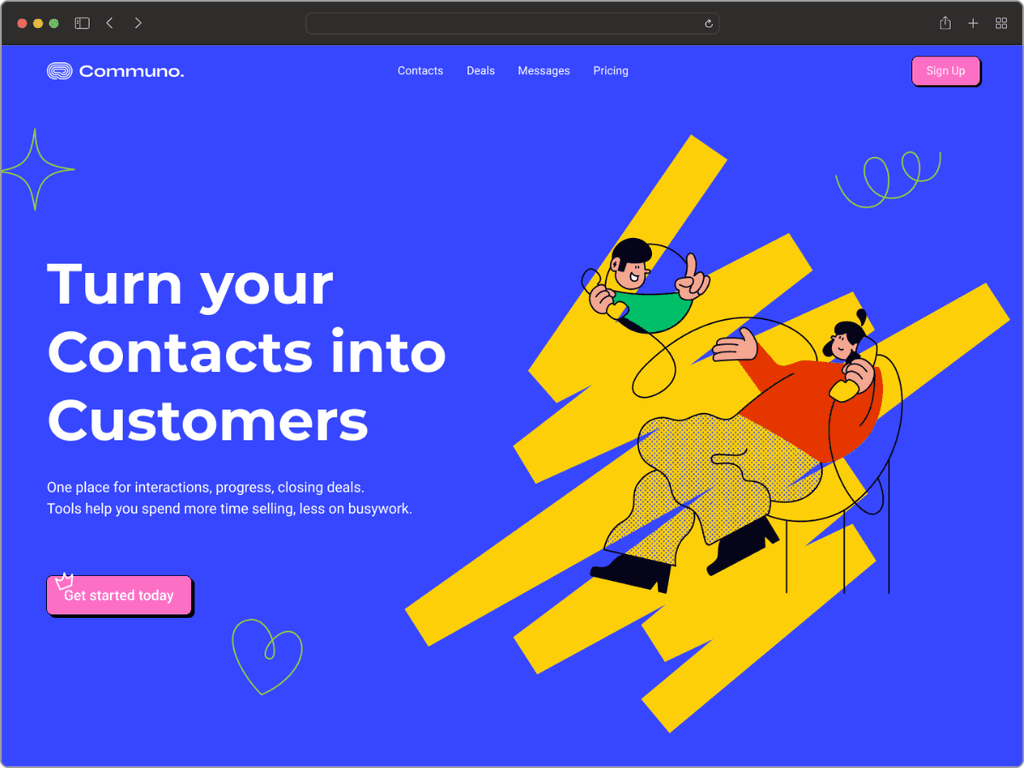 Communo.
Contacts Deals Messages Pricing
Sign Up
Turn your
Contacts into
Customers
One place for interactions, progress, closing deals.
Tools help you spend more time selling, less on busywork.
Get started today